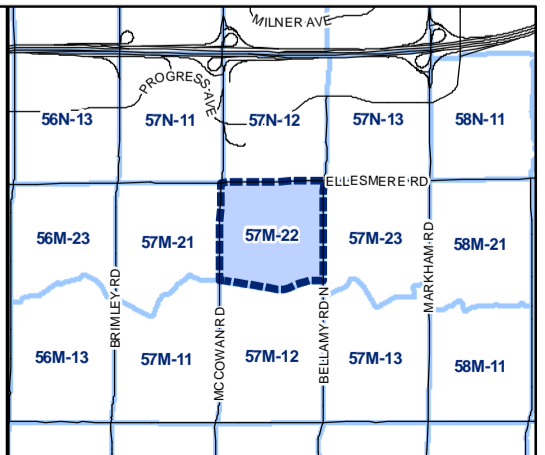 MILNER AVE
PROGRESS AVE
56N-13
57N-11
57N-12
57N-13
58N-11
ELLESMERE RD
56M-23
57M-21
57M-22
57M-23
58M-21
BRIMLEY RD
MCCOWAN RD
BELLAMY RD N
MARKHAM RD
56M-13
57M-11
57M-12
57M-13
58M-11